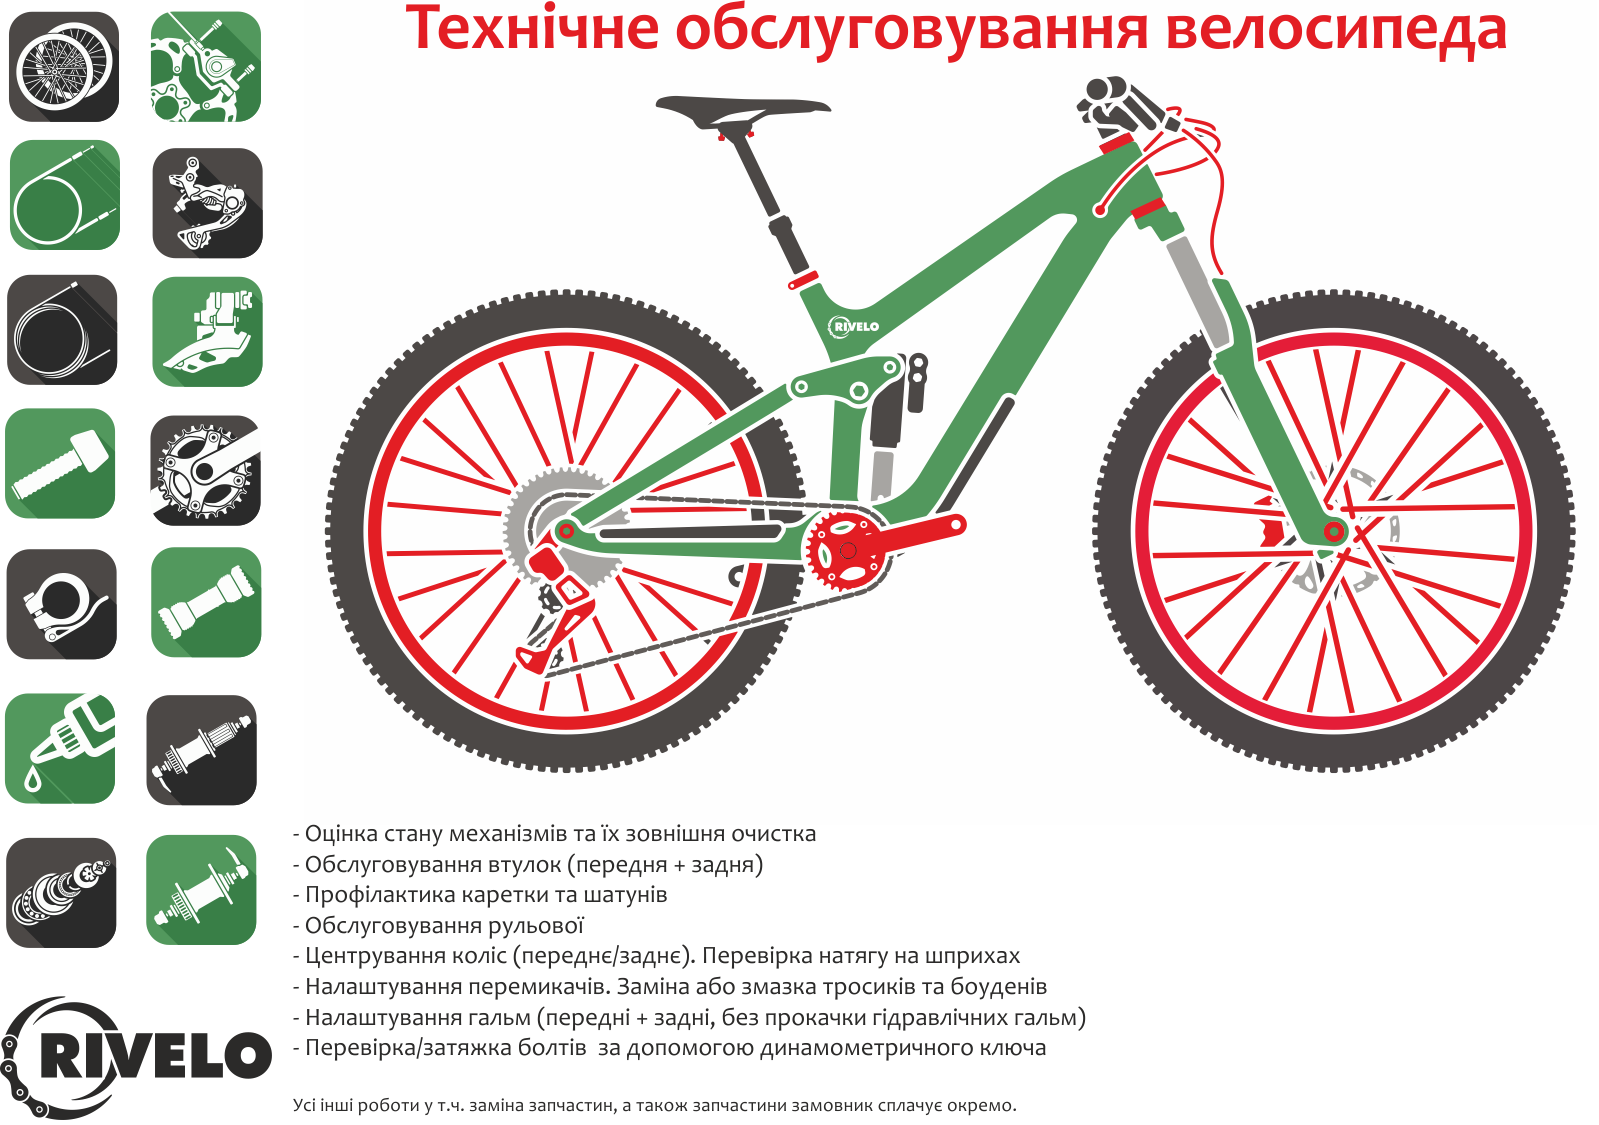 Технічне обслуговування велосипеда
RIVELO
- Оцінка стану механізмів та їх зовнішня очистка
- Обслуговування втулок (передня + задня)
- Профілактика каретки та шатунів
- Обслуговування рульової
- Центрування коліс (переднє/заднє). Перевірка натягу на шприхах
- Налаштування перемикачів. Заміна або змазка тросиків та боуденів
- Налаштування гальм (передні + задні, без прокачки гідравлічних гальм)
- Перевірка/затяжка болтів  за допомогою динамометричного ключа
RIVELO
Усі інші роботи у т.ч. заміна запчастин, а також запчастини замовник сплачує окремо.